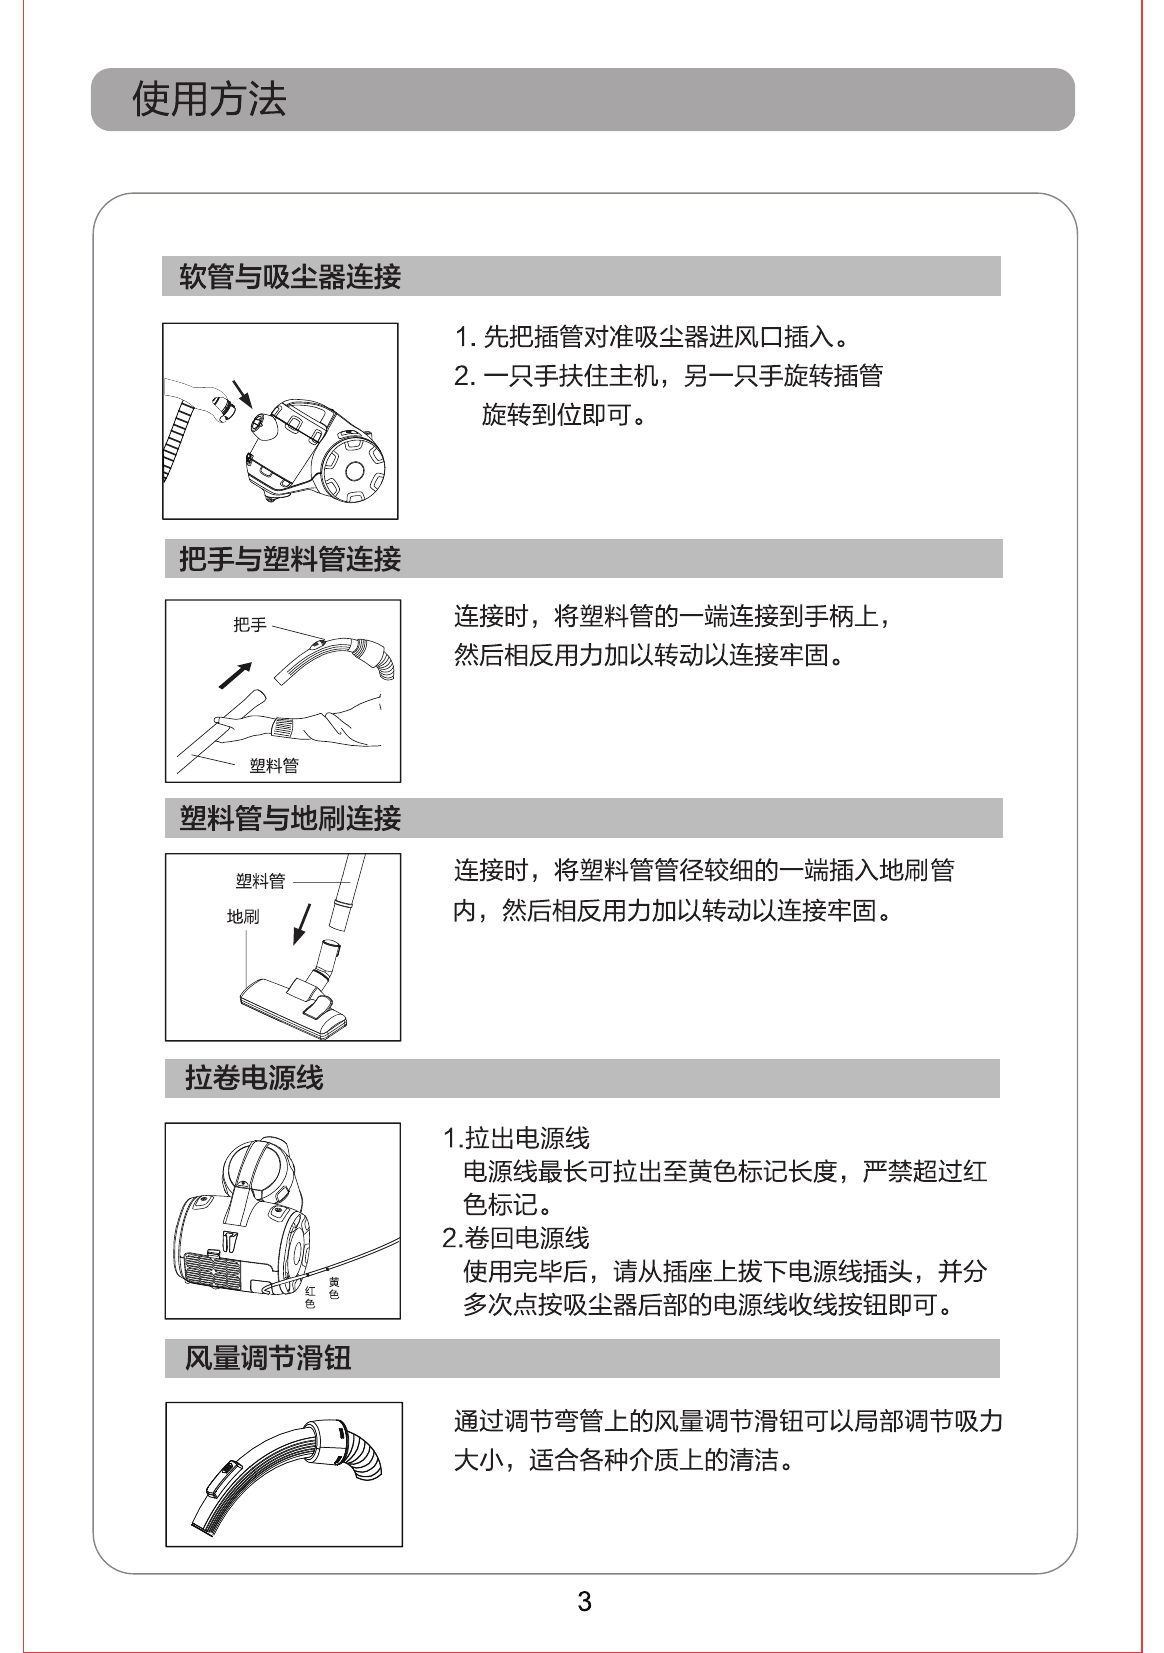 使用方法
软管与吸尘器连接
1. 先把插管对准吸尘器进风口插入。
2. 一只手扶住主机，另一只手旋转插管
旋转到位即可。
把手与塑料管连接
把手
塑料管
连接时，将塑料管的一端连接到手柄上，
然后相反用力加以转动以连接牢固。
塑料管与地刷连接
塑料管
地刷
连接时，将塑料管管径较细的一端插入地刷管
内，然后相反用力加以转动以连接牢固。
拉卷电源线
黄色
红色
1.拉出电源线
电源线最长可拉出至黄色标记长度，严禁超过红
色标记。
2.卷回电源线
使用完毕后，请从插座上拔下电源线插头，并分
多次点按吸尘器后部的电源线收线按钮即可。
风量调节滑钮
通过调节弯管上的风量调节滑钮可以局部调节吸力
大小，适合各种介质上的清洁。
3